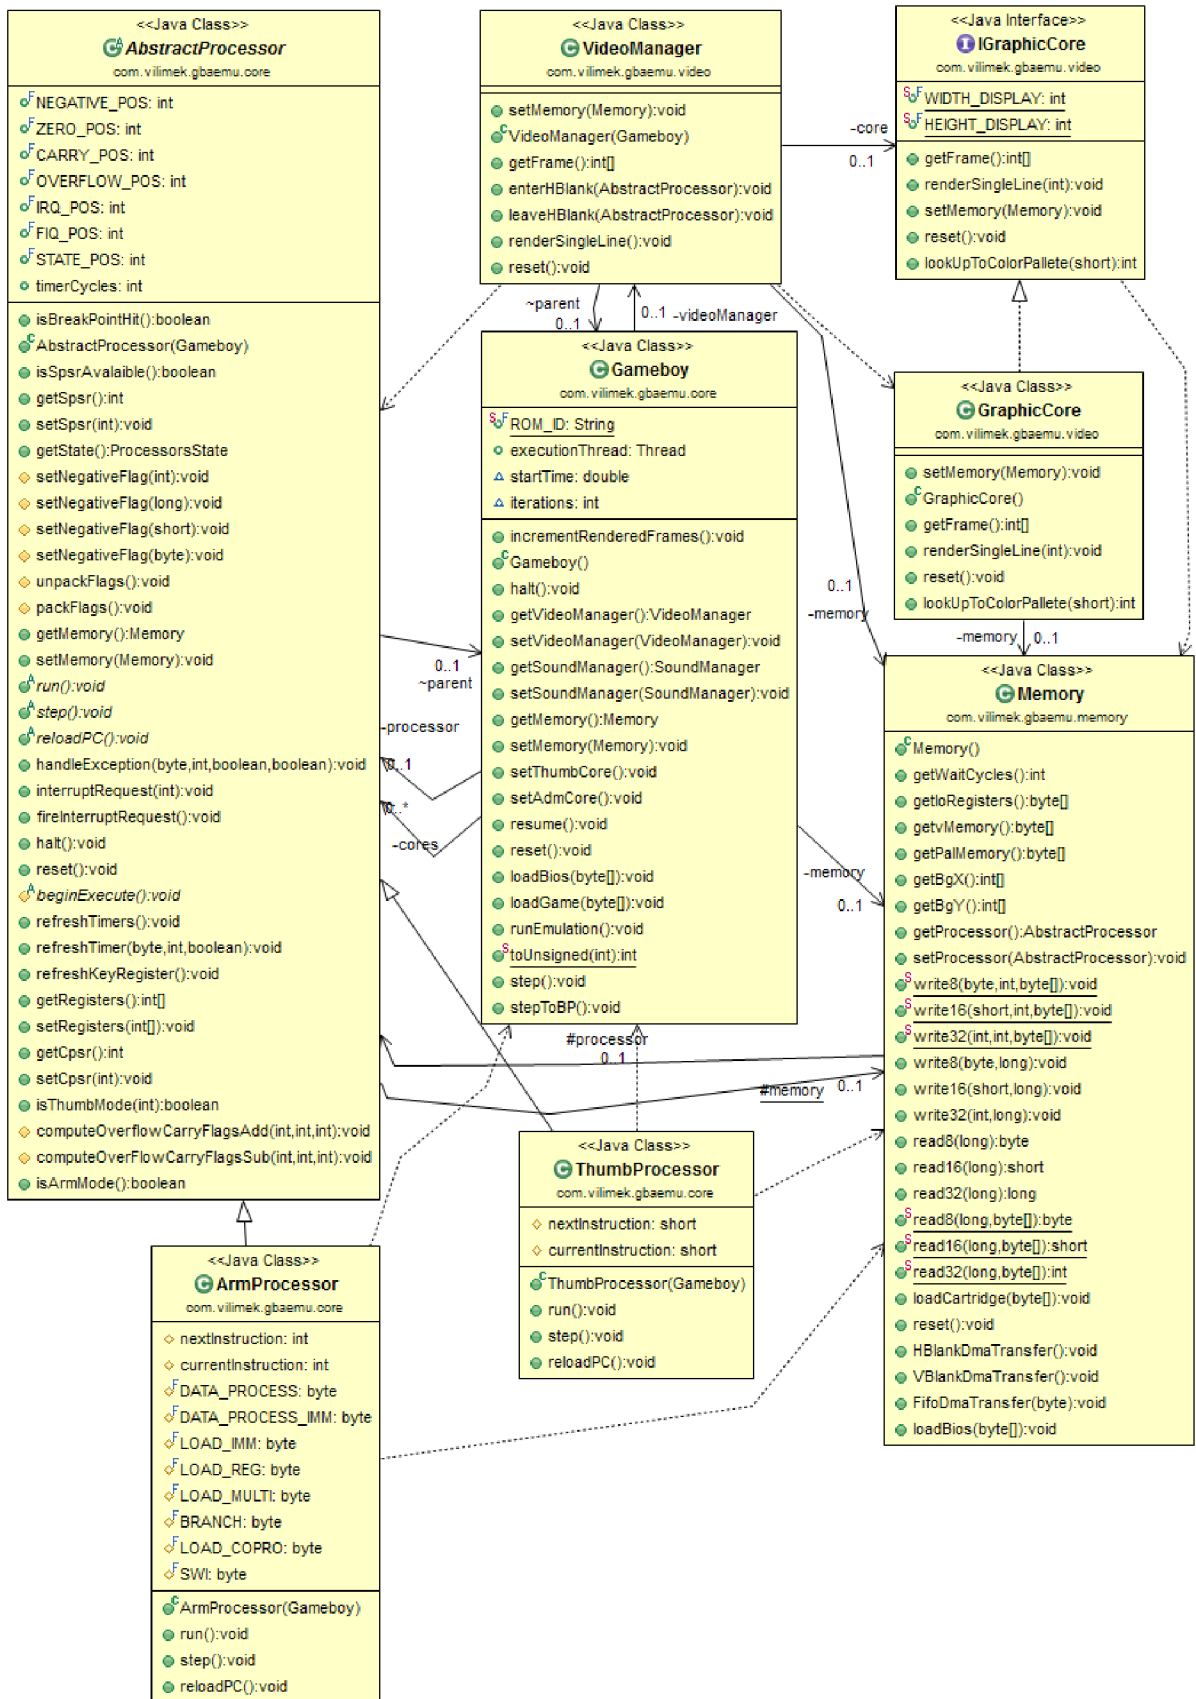 <<Java Class>>
AbstractProcessor
com.vilimek.gbaemu.core
NEGATIVE_POS: int
ZERO_POS: int
CARRY_POS: int
OVERFLOW_POS: int
IRQ_POS: int
FIQ_POS: int
STATE_POS: int
timerCycles: int
isBreakPointHit():boolean
AbstractProcessor(Gameboy)
isSpsrAvalaible():boolean
getSpsr():int
setSpsr(int):void
getState():ProcessorsState
setNegativeFlag(int):void
setNegativeFlag(long):void
setNegativeFlag(short):void
setNegativeFlag(byte):void
unpackFlags():void
packFlags():void
getMemory():Memory
setMemory(Memory):void
run():void
step():void
reloadPC():void
handleException(byte,int,boolean,boolean):void
interruptRequest(int):void
fireInterruptRequest():void
halt():void
reset():void
beginExecute():void
refreshTimers():void
refreshTimer(byte,int,boolean):void
refreshKeyRegister():void
getRegisters():int[]
setRegisters(int[]):void
getCpsr():int
setCpsr(int):void
isThumbMode(int):boolean
computeOverflowCarryFlagsAdd(int,int,int):void
computeOverFlowCarryFlagsSub(int,int,int):void
isArmMode():boolean
<<Java Class>>
VideoManager
com.vilimek.gbaemu.video
setMemory(Memory):void
VideoManager(Gameboy)
getFrame():int[]
enterHBlank(AbstractProcessor):void
leaveHBlank(AbstractProcessor):void
renderSingleLine():void
reset():void
-core
0..1
<<Java Interface>>
IGraphicCore
com.vilimek.gbaemu.video
WIDTH_DISPLAY: int
HEIGHT_DISPLAY: int
getFrame():int[]
renderSingleLine(int):void
setMemory(Memory):void
reset():void
lookUpToColorPallete(short):int
~parent
0..1
0..1
-videoManager
<<Java Class>>
Gameboy
com.vilimek.gbaemu.core
ROM_ID: String
executionThread: Thread
startTime: double
iterations: int
incrementRenderedFrames():void
Gameboy()
halt():void
getVideoManager():VideoManager
setVideoManager(VideoManager):void
getSoundManager():SoundManager
setSoundManager(SoundManager):void
getMemory():Memory
setMemory(Memory):void
setThumbCore():void
setAdmCore():void
resume():void
reset():void
loadBios(byte[]):void
loadGame(byte[]):void
runEmulation():void
toUnsigned(int):int
step():void
stepToBP():void
<<Java Class>>
GraphicCore
com.vilimek.gbaemu.video
setMemory(Memory):void
GraphicCore()
getFrame():int[]
renderSingleLine(int):void
reset():void
lookUpToColorPallete(short):int
0..1
-memory
-memory
0..1
0..1
~parent
-processor
0..1
0..*
-cores
-memory
0..1
<<Java Class>>
Memory
com.vilimek.gbaemu.memory
Memory()
getWaitCycles():int
getIoRegisters():byte[]
getvMemory():byte[]
getPalMemory():byte[]
getBgX():int[]
getBgY():int[]
getProcessor():AbstractProcessor
setProcessor(AbstractProcessor):void
write8(byte,int,byte[]):void
write16(short,int,byte[]):void
write32(int,int,byte[]):void
write8(byte,long):void
write16(short,long):void
write32(int,long):void
read8(long):byte
read16(long):short
read32(long):long
read8(long,byte[]):byte
read16(long,byte[]):short
read32(long,byte[]):int
loadCartridge(byte[]):void
reset():void
HBlankDmaTransfer():void
VBlankDmaTransfer():void
FifoDmaTransfer(byte):void
loadBios(byte[]):void
#processor
0..1
#memory
0..1
<<Java Class>>
ThumbProcessor
com.vilimek.gbaemu.core
nextInstruction: short
currentInstruction: short
ThumbProcessor(Gameboy)
run():void
step():void
reloadPC():void
<<Java Class>>
ArmProcessor
com.vilimek.gbaemu.core
nextInstruction: int
currentInstruction: int
DATA_PROCESS: byte
DATA_PROCESS_IMM: byte
LOAD_IMM: byte
LOAD_REG: byte
LOAD_MULTI: byte
BRANCH: byte
LOAD_COPRO: byte
SWI: byte
ArmProcessor(Gameboy)
run():void
step():void
reloadPC():void